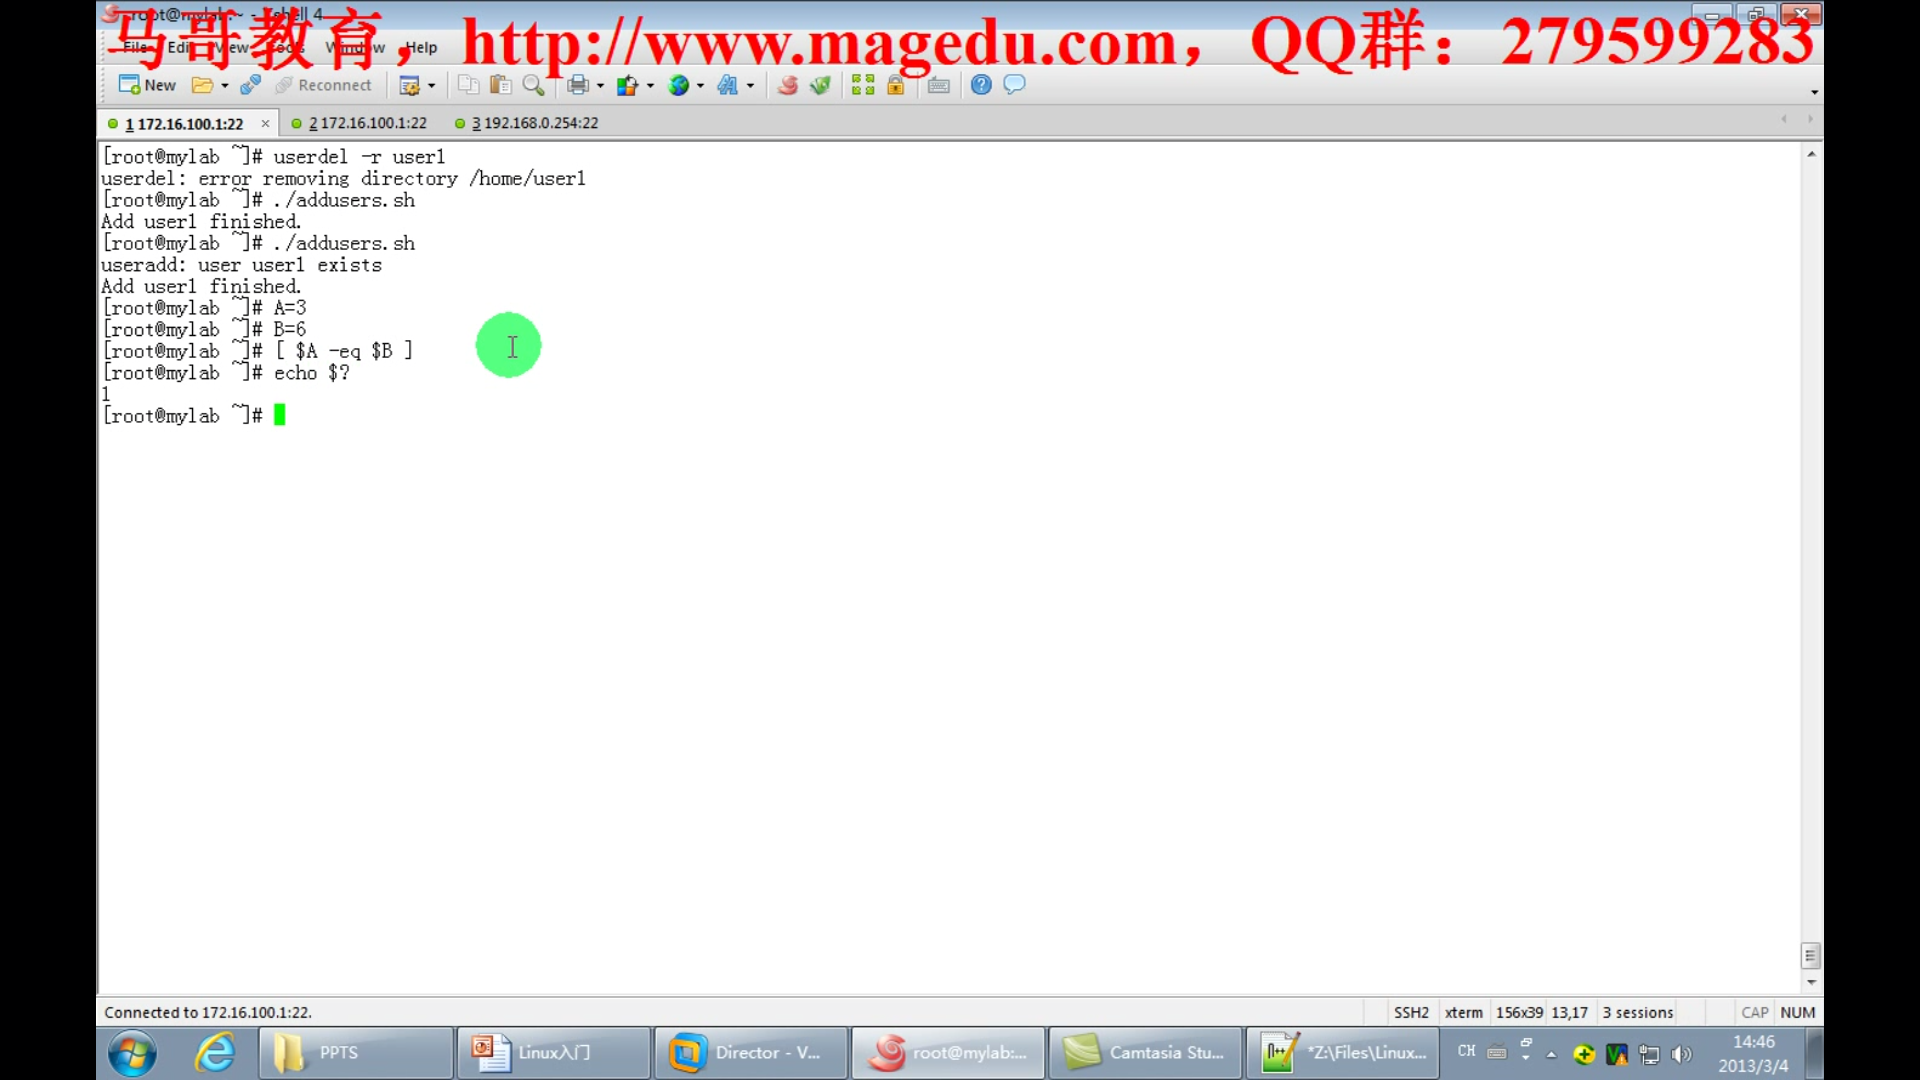 root@mylab:~ - Xshell 4
马哥教育，http://www.magedu.com，QQ群：279599283
File Edit View Tools Window Help
New Reconnect
1 172.16.100.1:22 × 2 172.16.100.1:22 3 192.168.0.254:22
[root@mylab ~]# userdel -r user1
userdel: error removing directory /home/user1
[root@mylab ~]# ./addusers.sh
Add user1 finished.
[root@mylab ~]# ./addusers.sh
useradd: user user1 exists
Add user1 finished.
[root@mylab ~]# A=3
[root@mylab ~]# B=6
[root@mylab ~]# [ $A -eq $B ]
[root@mylab ~]# echo $?
1
[root@mylab ~]#
Connected to 172.16.100.1:22. SSH2 xterm 156x39 13,17 3 sessions CAP NUM
PPTS Linux入门 Director - V... root@mylab:... Camtasia Stu... *Z:\Files\Linux... CH 14:46
2013/3/4